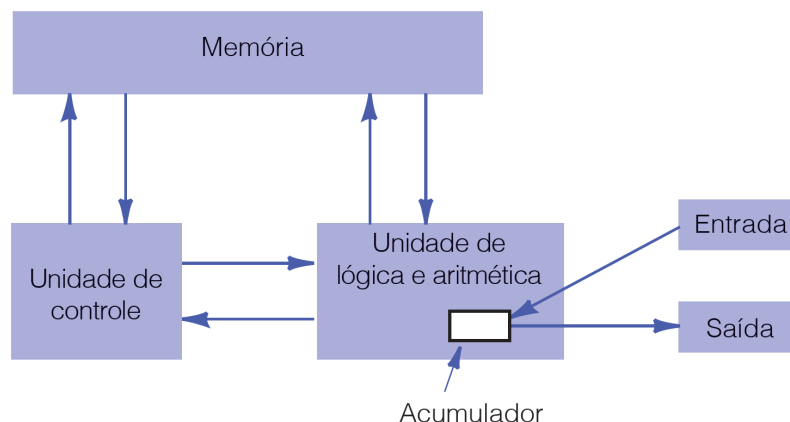 Memória
Unidade de
controle
Unidade de
lógica e aritmética
Entrada
Saída
Acumulador